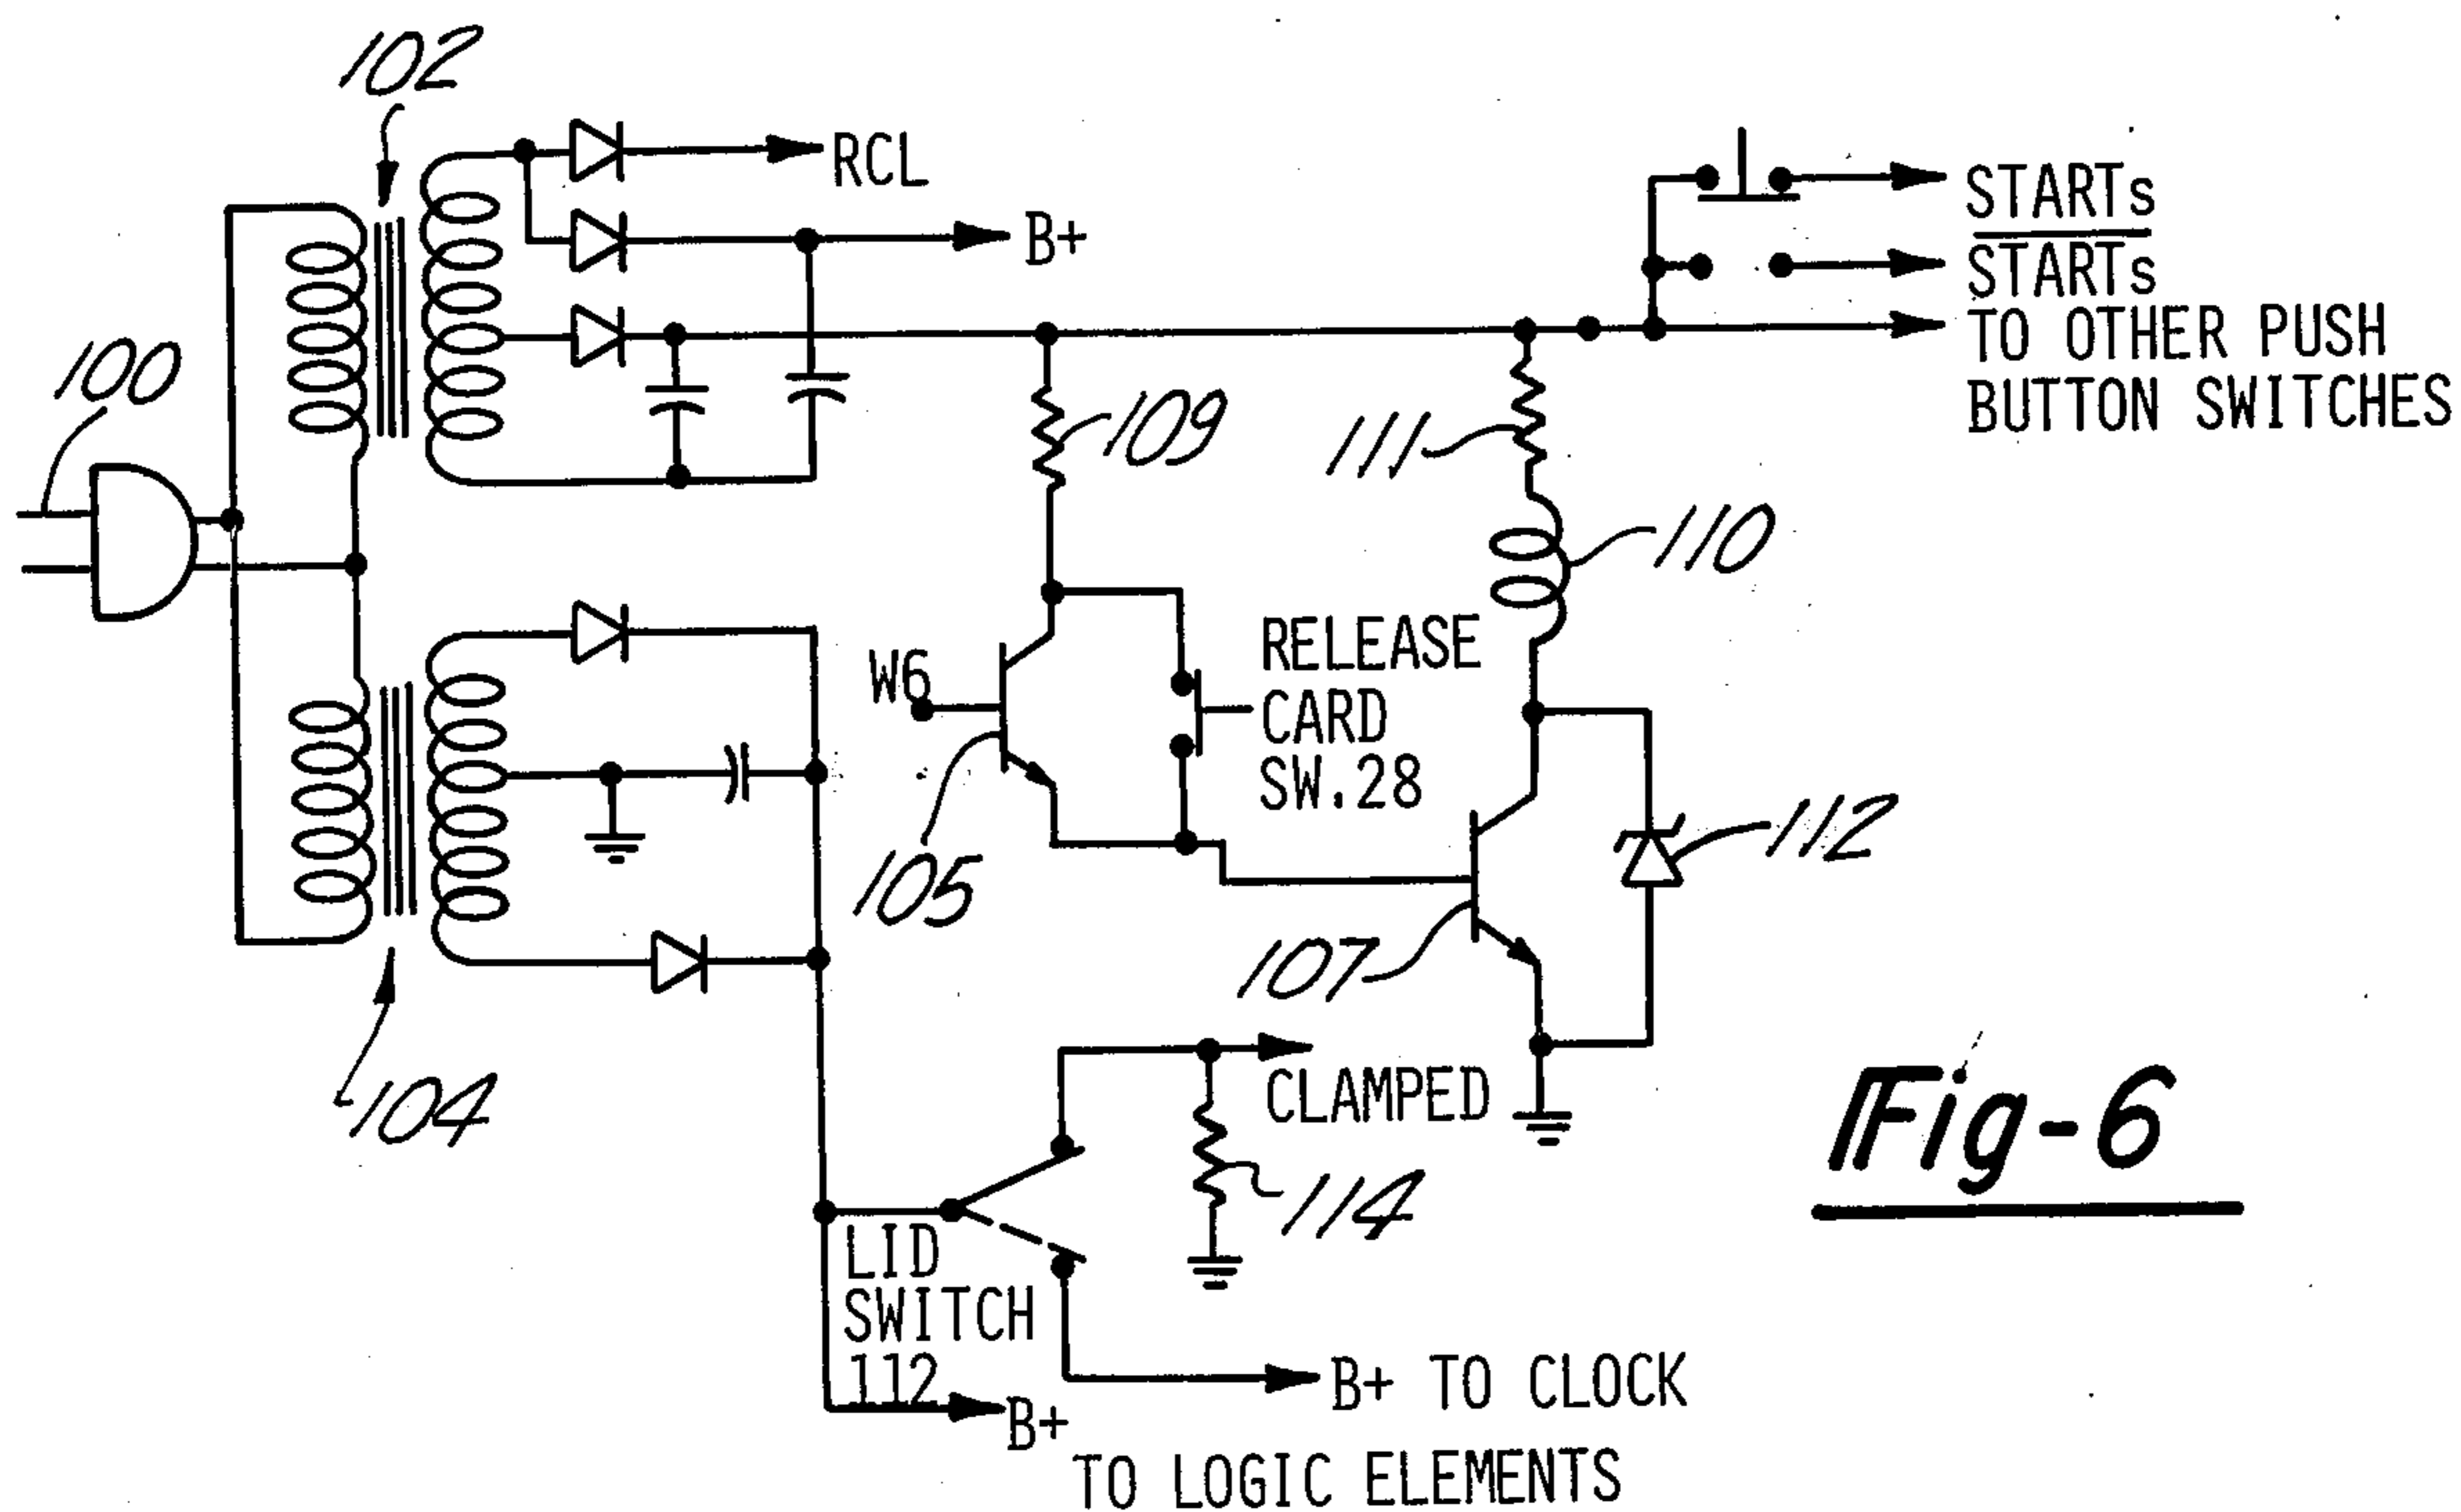 102
RCL
B+
STARTs
STARTs
TO OTHER PUSH
BUTTON SWITCHES
100
109
111
110
W6
RELEASE
CARD
SW.28
105
107
112
104
CLAMPED
114
LID
SWITCH
112
B+ TO CLOCK
B+
TO LOGIC ELEMENTS
Fig-6